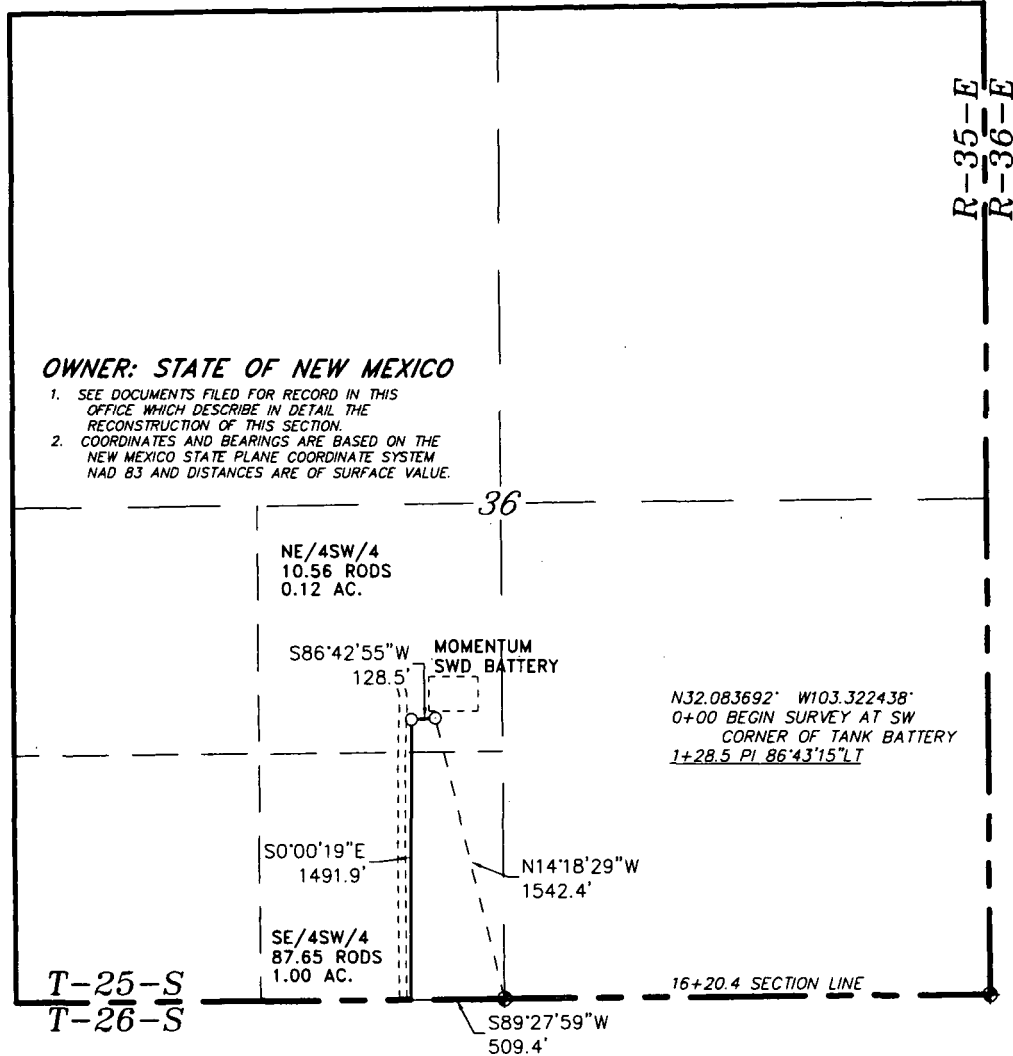 R-35-E
R-36-E
OWNER: STATE OF NEW MEXICO
1. SEE DOCUMENTS FILED FOR RECORD IN THIS
OFFICE WHICH DESCRIBE IN DETAIL THE
RECONSTRUCTION OF THIS SECTION.
2. COORDINATES AND BEARINGS ARE BASED ON THE
NEW MEXICO STATE PLANE COORDINATE SYSTEM
NAD 83 AND DISTANCES ARE OF SURFACE VALUE.
36
NE/4SW/4
10.56 RODS
0.12 AC.
S86°42'55"W
128.5'
MOMENTUM
SWD BATTERY
N32.083692° W103.322438°
0+00 BEGIN SURVEY AT SW
CORNER OF TANK BATTERY
1+28.5 PI 86°43'15"LT
S0°00'19"E
1491.9'
N14°18'29"W
1542.4'
SE/4SW/4
87.65 RODS
1.00 AC.
T-25-S
T-26-S
16+20.4 SECTION LINE
S89°27'59"W
509.4'